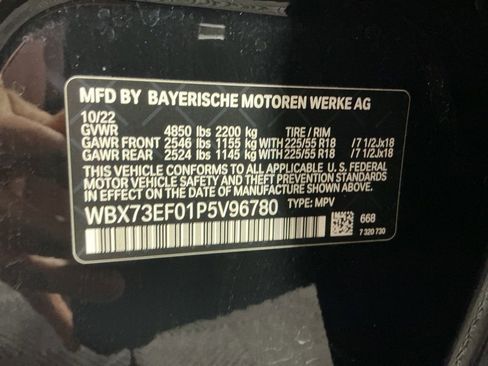 MFD BY BAYERISCHE MOTOREN WERKE AG
10/22
GVWR 4850 lbs 2200 kg TIRE / RIM
GAWR FRONT 2546 lbs 1155 kg WITH 225/55 R18 /7 1/2Jx18
GAWR REAR 2524 lbs 1145 kg WITH 225/55 R18 /7 1/2Jx18
THIS VEHICLE CONFORMS TO ALL APPLICABLE U. S. FEDERAL
MOTOR VEHICLE SAFETY AND THEFT PREVENTION STANDARDS
IN EFFECT ON THE DATE OF MANUFACTURE SHOWN ABOVE.
WBX73EF01P5V96780 TYPE: MPV
668
7 320 730